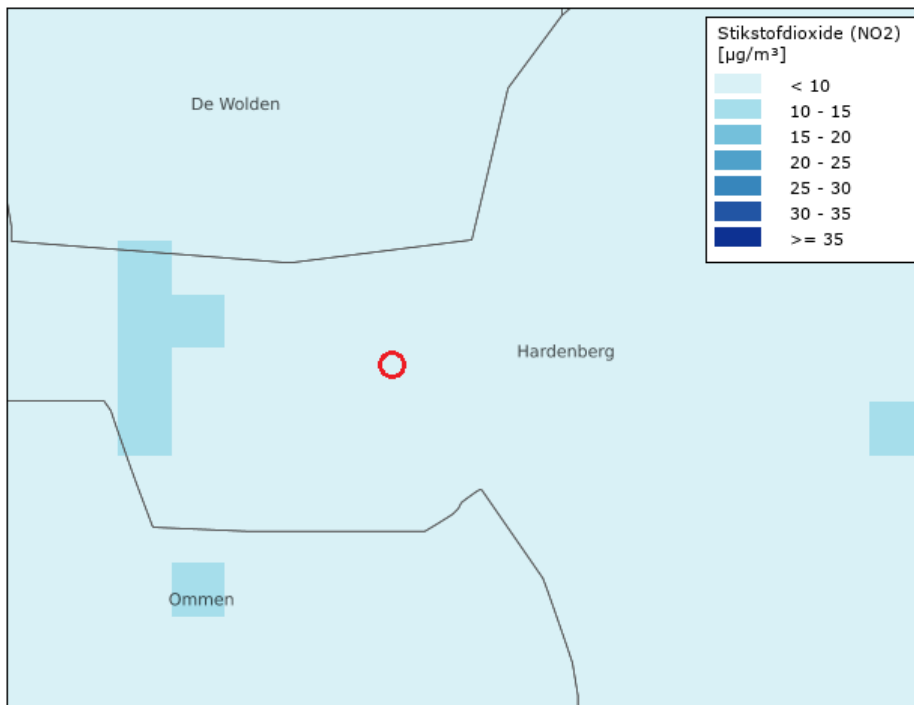 Stikstofdioxide (NO2)
[µg/m³]
< 10
10 - 15
15 - 20
20 - 25
25 - 30
30 - 35
>= 35
De Wolden
Hardenberg
Ommen